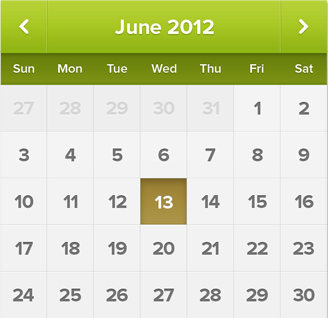 June 2012
Sun Mon Tue Wed Thu Fri Sat
27 28 29 30 31 1 2
3 4 5 6 7 8 9
10 11 12 13 14 15 16
17 18 19 20 21 22 23
24 25 26 27 28 29 30